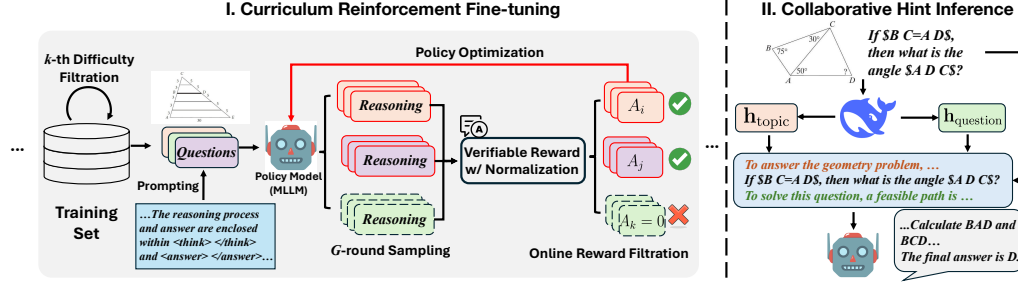 I. Curriculum Reinforcement Fine-tuning
k-th Difficulty
Filtration
...
Training
Set
Questions
Prompting
...The reasoning process
and answer are enclosed
within <think> </think>
and <answer> </answer>...
Policy Model
(MLLM)
Policy Optimization
Reasoning
Reasoning
Reasoning
G-round Sampling
A
Verifiable Reward
w/ Normalization
A_i
A_j
A_k = 0
Online Reward Filtration
...
II. Collaborative Hint Inference
C
30°
B
75°
50°
?
A
D
If $B C=A D$,
then what is the
angle $A D C$?
h_topic
h_question
To answer the geometry problem, ...
If $B C=A D$, then what is the angle $A D C$?
To solve this question, a feasible path is ...
...Calculate BAD and
BCD...
The final answer is D.